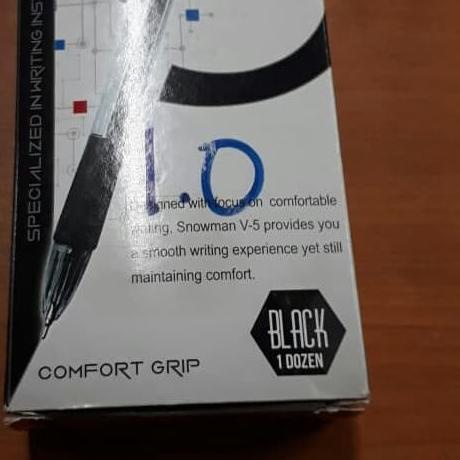 SPECIALIZED IN WRITING INS
1.0
Designed with focus on comfortable
writing, Snowman V-5 provides you
a smooth writing experience yet still
maintaining comfort.
BLACK
1 DOZEN
COMFORT GRIP